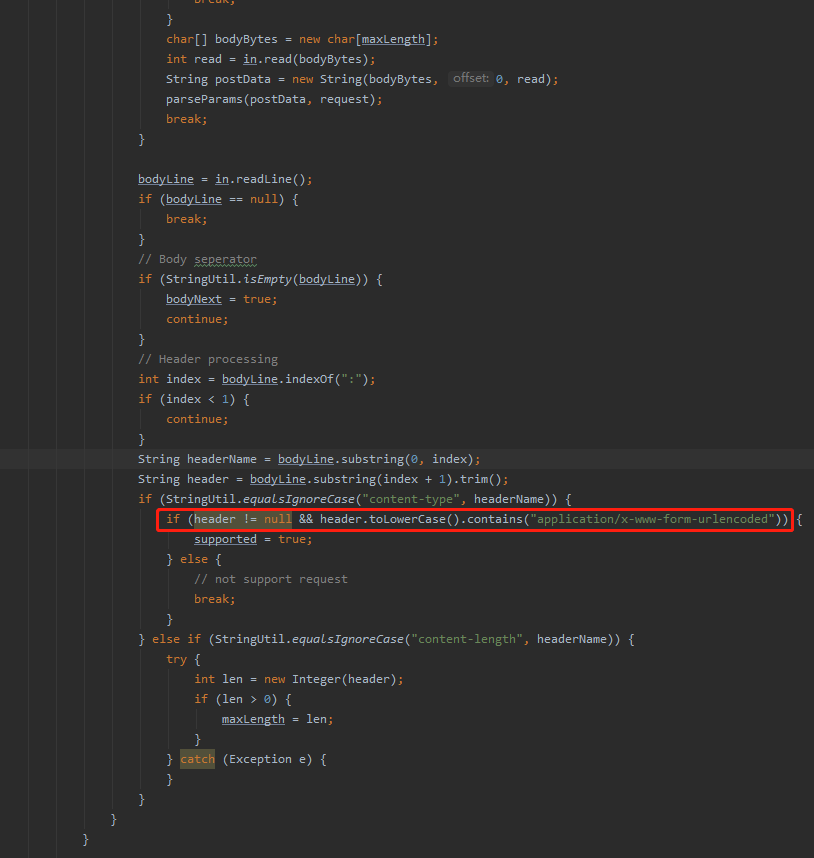 break;
}
char[] bodyBytes = new char[maxLength];
int read = in.read(bodyBytes);
String postData = new String(bodyBytes, offset: 0, read);
parseParams(postData, request);
break;
}
bodyLine = in.readLine();
if (bodyLine == null) {
break;
}
// Body seperator
if (StringUtil.isEmpty(bodyLine)) {
bodyNext = true;
continue;
}
// Header processing
int index = bodyLine.indexOf(":");
if (index < 1) {
continue;
}
String headerName = bodyLine.substring(0, index);
String header = bodyLine.substring(index + 1).trim();
if (StringUtil.equalsIgnoreCase("content-type", headerName)) {
if (header != null && header.toLowerCase().contains("application/x-www-form-urlencoded")) {
supported = true;
} else {
// not support request
break;
}
} else if (StringUtil.equalsIgnoreCase("content-length", headerName)) {
try {
int len = new Integer(header);
if (len > 0) {
maxLength = len;
}
} catch (Exception e) {
}
}
}
}